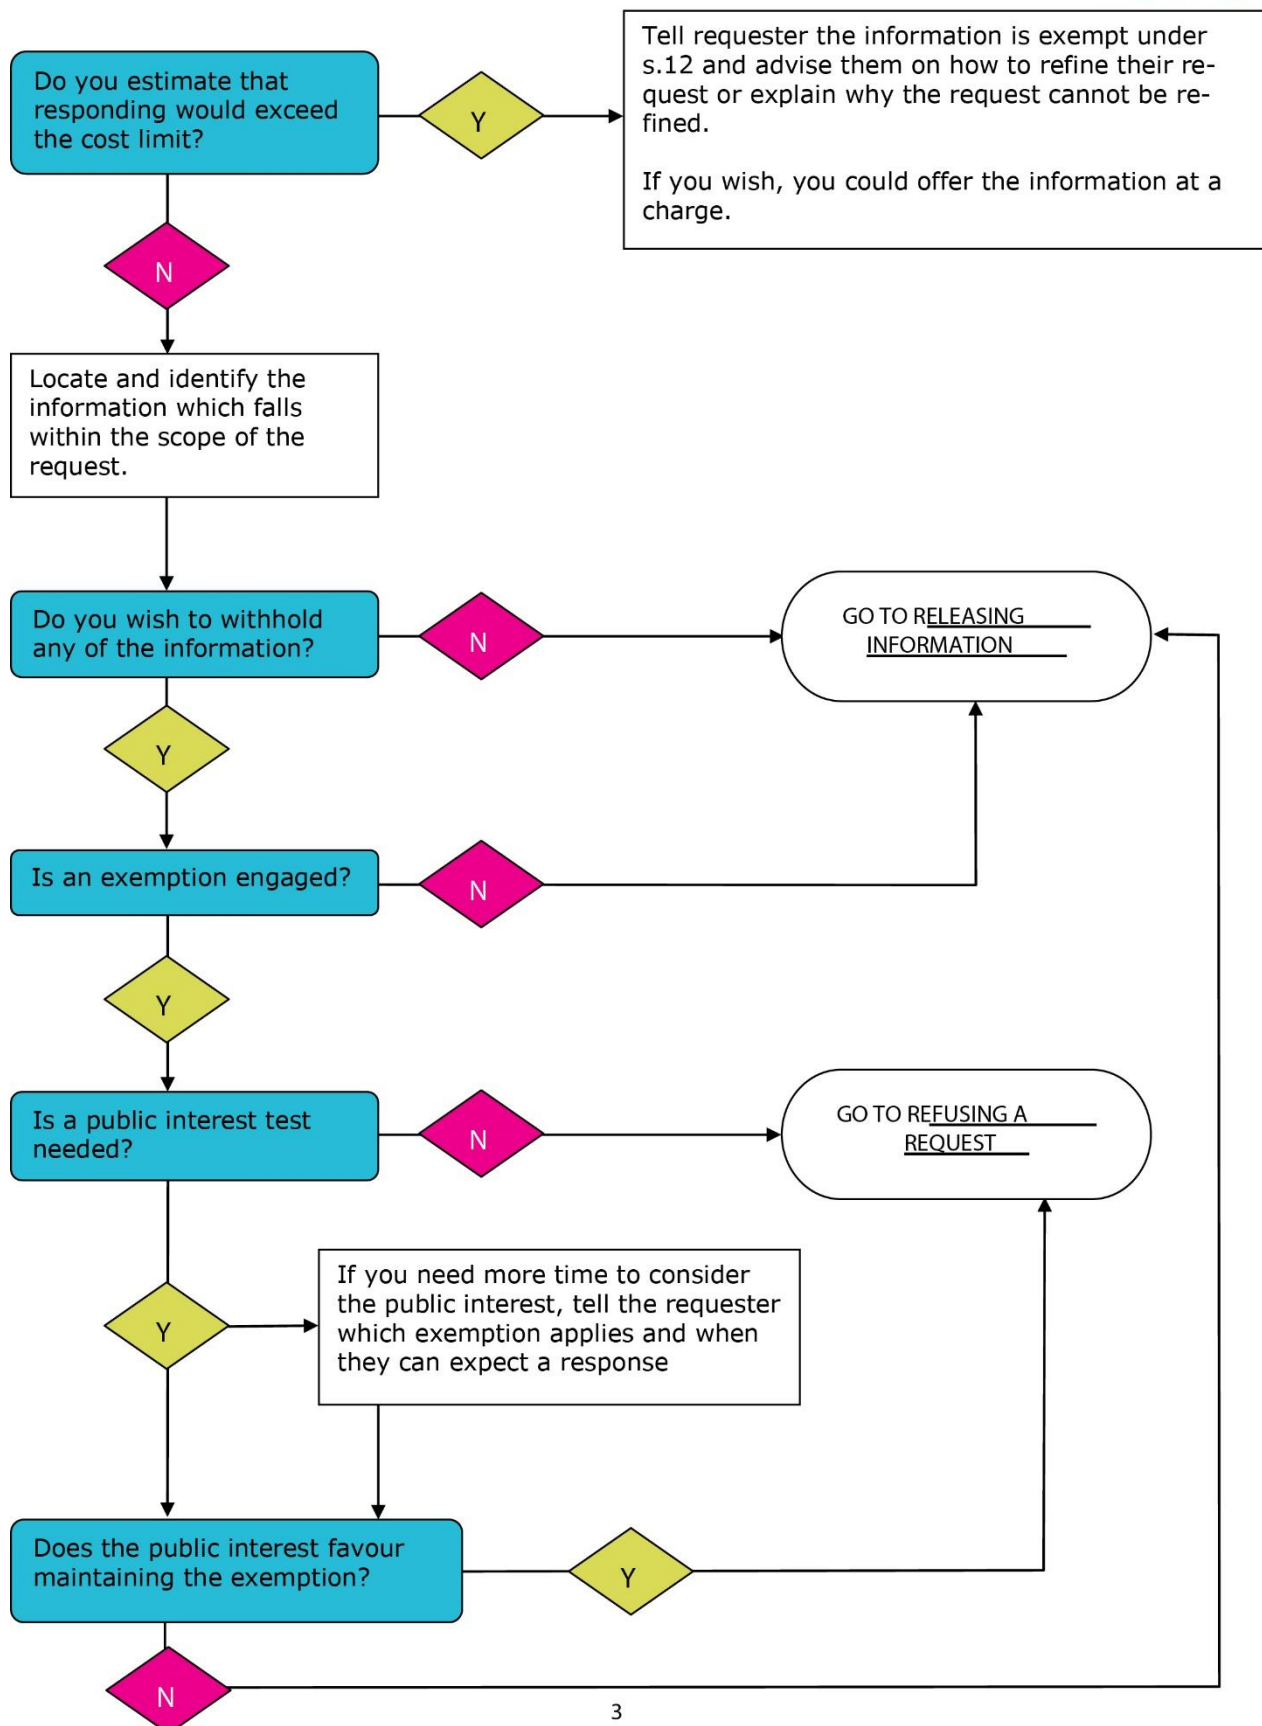 Do you estimate that
responding would exceed
the cost limit?
Y
Tell requester the information is exempt under
s.12 and advise them on how to refine their re-
quest or explain why the request cannot be re-
fined.
If you wish, you could offer the information at a
charge.
N
Locate and identify the
information which falls
within the scope of the
request.
Do you wish to withhold
any of the information?
N
GO TO RELEASING
INFORMATION
Y
Is an exemption engaged?
N
Y
Is a public interest test
needed?
N
GO TO REFUSING A
REQUEST
Y
If you need more time to consider
the public interest, tell the requester
which exemption applies and when
they can expect a response
Does the public interest favour
maintaining the exemption?
Y
N
3